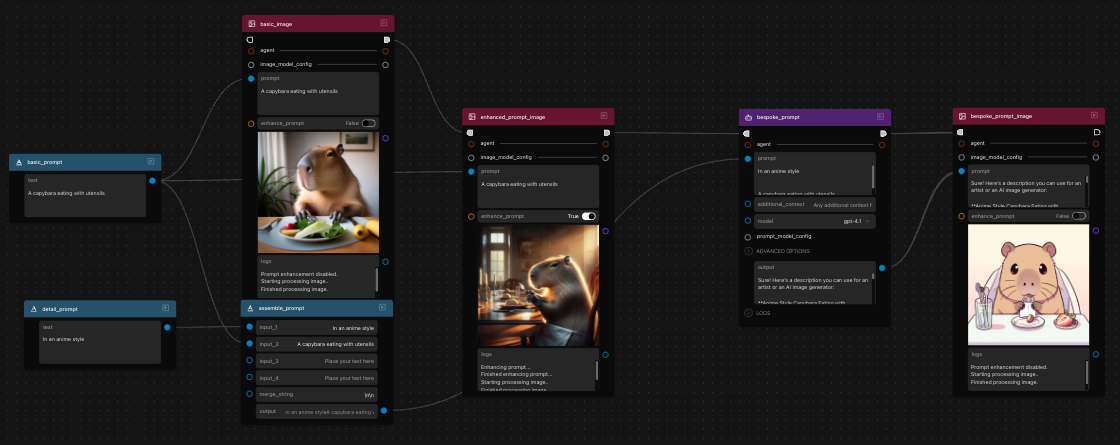 basic_prompt
text
A capybara eating with utensils
detail_prompt
text
In an anime style
basic_image
agent
image_model_config
prompt
A capybara eating with utensils
enhance_prompt False
logs
Prompt enhancement disabled.
Starting processing image..
Finished processing image.
assemble_prompt
input_1 In an anime style
input_2 A capybara eating with utensils
input_3 Place your text here
input_4 Place your text here
merge_string \n\n
output In an anime styleA capybara eating
enhanced_prompt_image
agent
image_model_config
prompt
A capybara eating with utensils
enhance_prompt True
logs
Enhancing prompt...
Finished enhancing prompt...
Starting processing image..
Finished processing image.
bespoke_prompt
agent
prompt
In an anime style
A capybara eating with utensils
additional_context Any additional context f
model gpt-4.1
prompt_model_config
ADVANCED OPTIONS
output
Sure! Here's a description you can use for an
artist or an AI image generator:
**Anime Style Capybara Eating with
LOGS
bespoke_prompt_image
agent
image_model_config
prompt
Sure! Here's a description you can use for an
artist or an AI image generator:
**Anime Style Capybara Eating with
enhance_prompt False
logs
Prompt enhancement disabled.
Starting processing image..
Finished processing image.